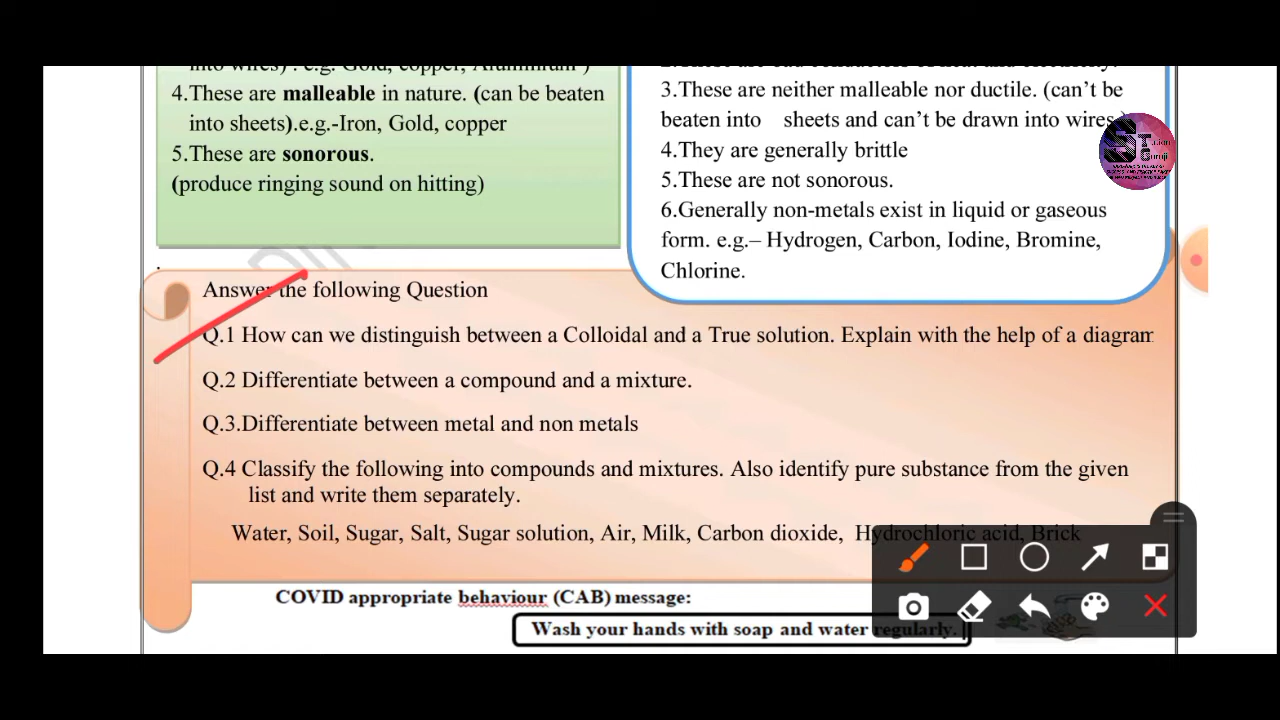 into wires) . e.g. Gold, copper, Aluminium )
4.These are malleable in nature. (can be beaten
into sheets).e.g.-Iron, Gold, copper
5.These are sonorous.
(produce ringing sound on hitting)
3.These are neither malleable nor ductile. (can't be
beaten into sheets and can't be drawn into wires.)
4.They are generally brittle
5.These are not sonorous.
6.Generally non-metals exist in liquid or gaseous
form. e.g.– Hydrogen, Carbon, Iodine, Bromine,
Chlorine.
Answer the following Question
Q.1 How can we distinguish between a Colloidal and a True solution. Explain with the help of a diagram
Q.2 Differentiate between a compound and a mixture.
Q.3.Differentiate between metal and non metals
Q.4 Classify the following into compounds and mixtures. Also identify pure substance from the given
list and write them separately.
Water, Soil, Sugar, Salt, Sugar solution, Air, Milk, Carbon dioxide, Hydrochloric acid, Brick
COVID appropriate behaviour (CAB) message:
Wash your hands with soap and water regularly.